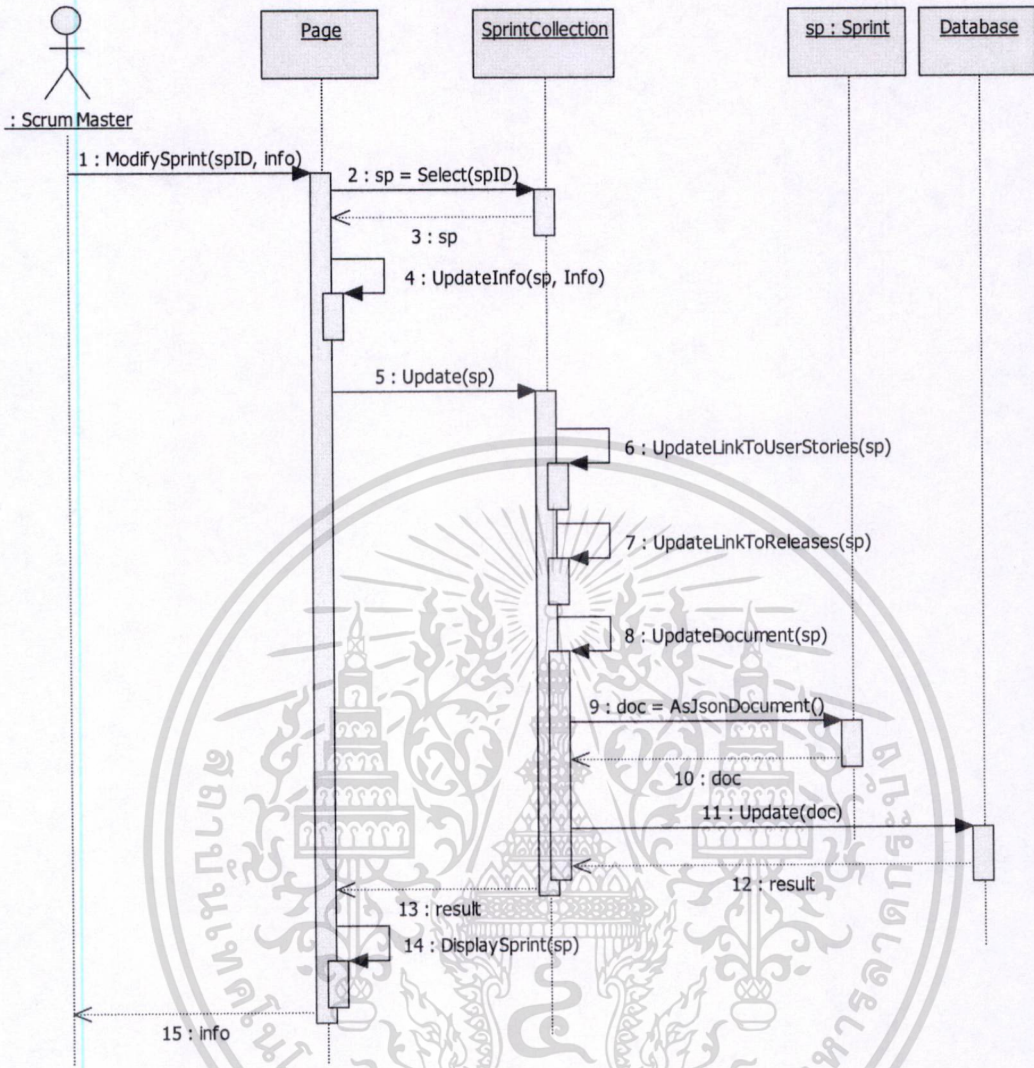 Page
SprintCollection
sp : Sprint
Database
: Scrum Master
1 : ModifySprint(spID, info)
2 : sp = Select(spID)
3 : sp
4 : UpdateInfo(sp, Info)
5 : Update(sp)
6 : UpdateLinkToUserStories(sp)
7 : UpdateLinkToReleases(sp)
8 : UpdateDocument(sp)
9 : doc = AsJsonDocument()
10 : doc
11 : Update(doc)
12 : result
13 : result
14 : DisplaySprint(sp)
15 : info